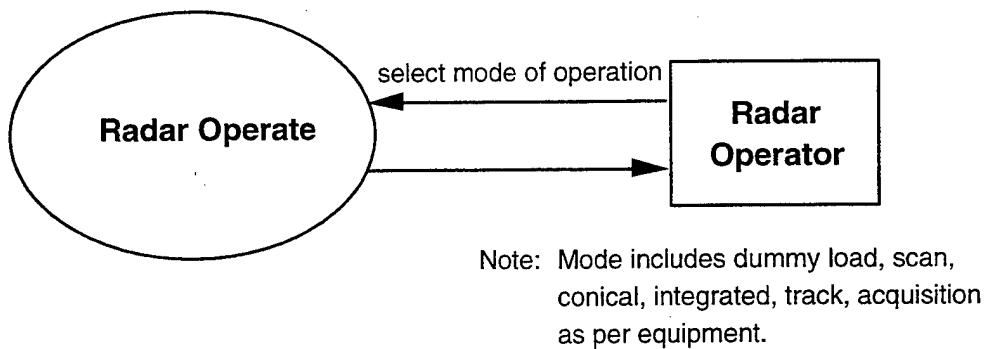 select mode of operation
Radar Operate
Radar
Operator
Note: Mode includes dummy load, scan,
conical, integrated, track, acquisition
as per equipment.